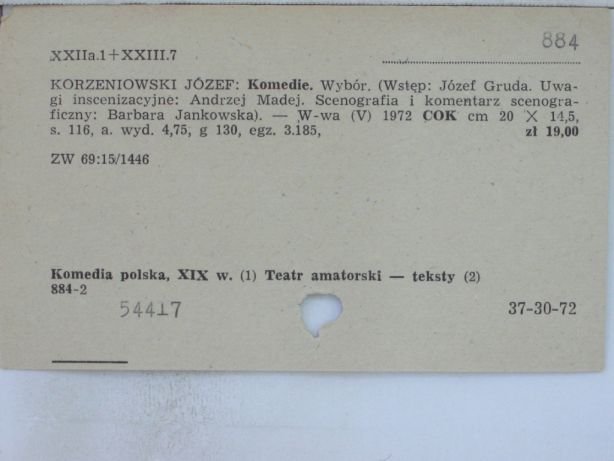 884
XXIIa.1+XXIII.7
KORZENIOWSKI JÓZEF: Komedie. Wybór. (Wstęp: Józef Gruda. Uwa-
gi inscenizacyjne: Andrzej Madej. Scenografia i komentarz scenogra-
ficzny: Barbara Jankowska). — W-wa (V) 1972 COK cm 20 X 14,5,
s. 116, a. wyd. 4,75, g 130, egz. 3.185, zł 19,00
ZW 69:15/1446
Komedia polska, XIX w. (1) Teatr amatorski — teksty (2)
884-2
54417
37-30-72